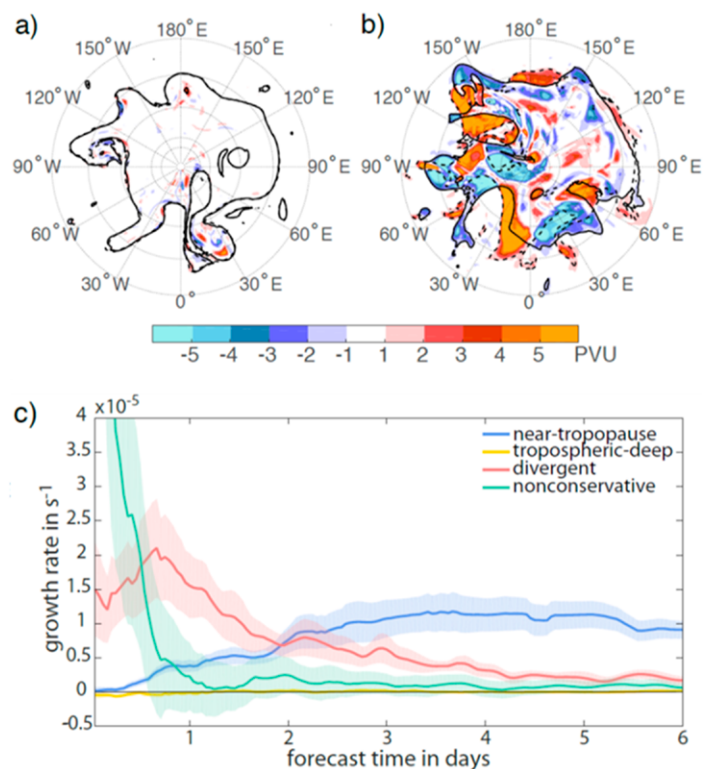 a)
180°E
150°W
150°E
120°W
120°E
90°W
90°E
60°W
60°E
30°W
30°E
0°
b)
180°E
150°W
150°E
120°W
120°E
90°W
90°E
60°W
60°E
30°W
30°E
0°
-5 -4 -3 -2 -1 1 2 3 4 5 PVU
c)
x10-5
4
3.5
3
2.5
2
1.5
1
0.5
0
-0.5
growth rate in s-1
near-tropopause
tropospheric-deep
divergent
nonconservative
1 2 3 4 5 6
forecast time in days